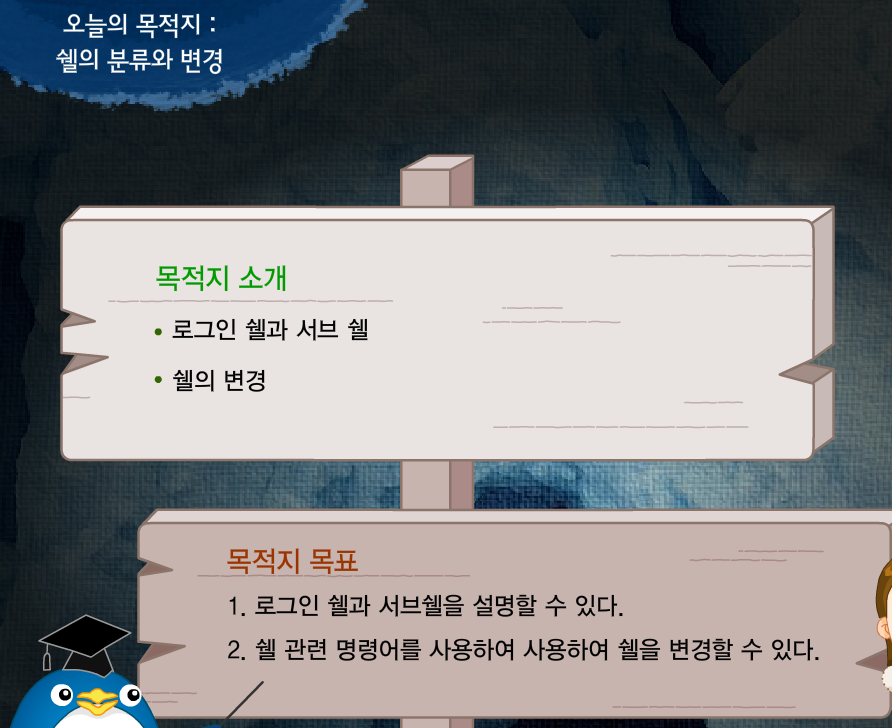 오늘의 목적지 :
쉘의 분류와 변경
목적지 소개
• 로그인 쉘과 서브 쉘
• 쉘의 변경
목적지 목표
1. 로그인 쉘과 서브쉘을 설명할 수 있다.
2. 쉘 관련 명령어를 사용하여 사용하여 쉘을 변경할 수 있다.